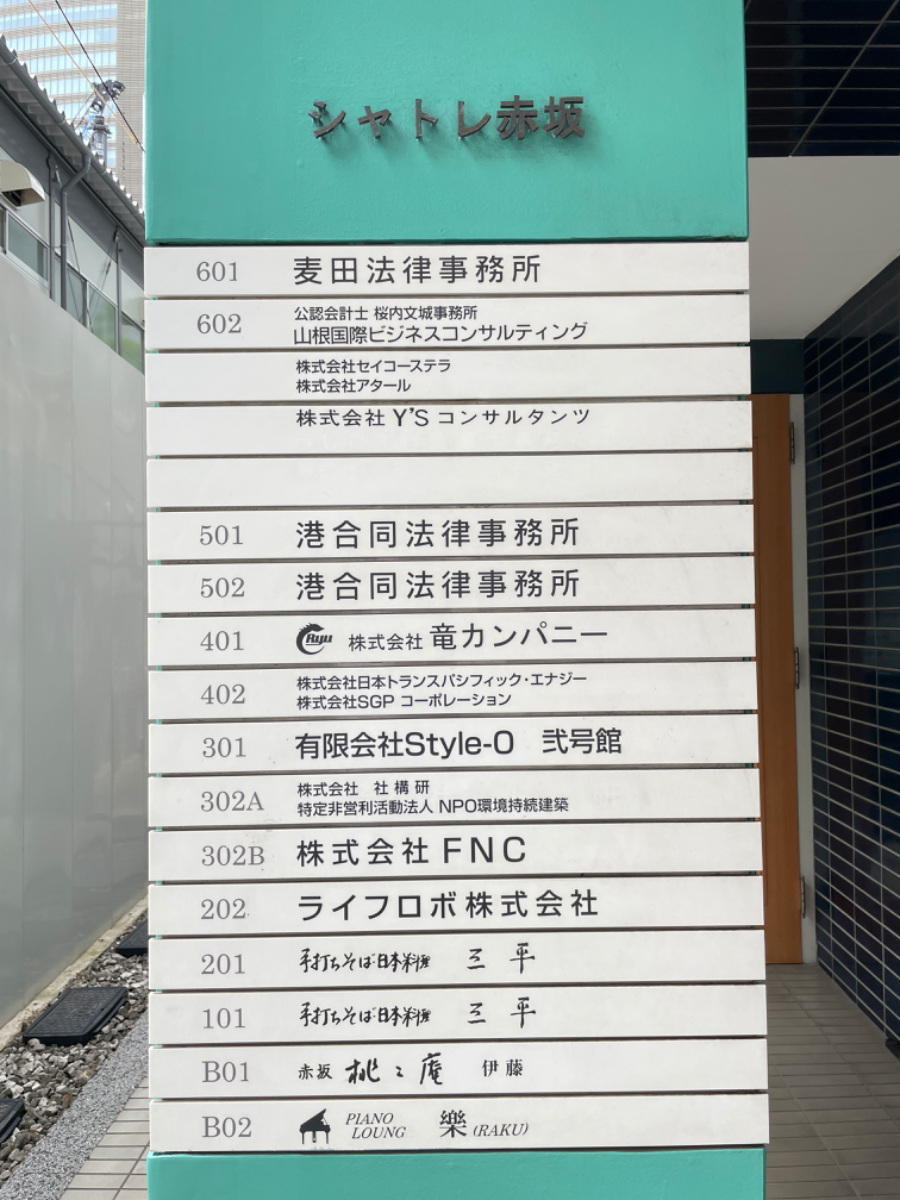 シャトレ赤坂
601 麦田法律事務所
602 公認会計士 桜内文城事務所
山根国際ビジネスコンサルティング
株式会社セイコーステラ
株式会社アタール
株式会社 Y'S コンサルタンツ
501 港合同法律事務所
502 港合同法律事務所
401 Ryu 株式会社 竜カンパニー
402 株式会社日本トランスパシフィック・エナジー
株式会社SGP コーポレーション
301 有限会社Style-O 弐号館
302A 株式会社 社構研
特定非営利活動法人 NPO環境持続建築
302B 株式会社 FNC
202 ライフロボ株式会社
201 手打ちそば・日本料理 三平
101 手打ちそば・日本料理 三平
B01 赤坂 桃々庵 伊藤
B02 PIANO LOUNG 樂 (RAKU)